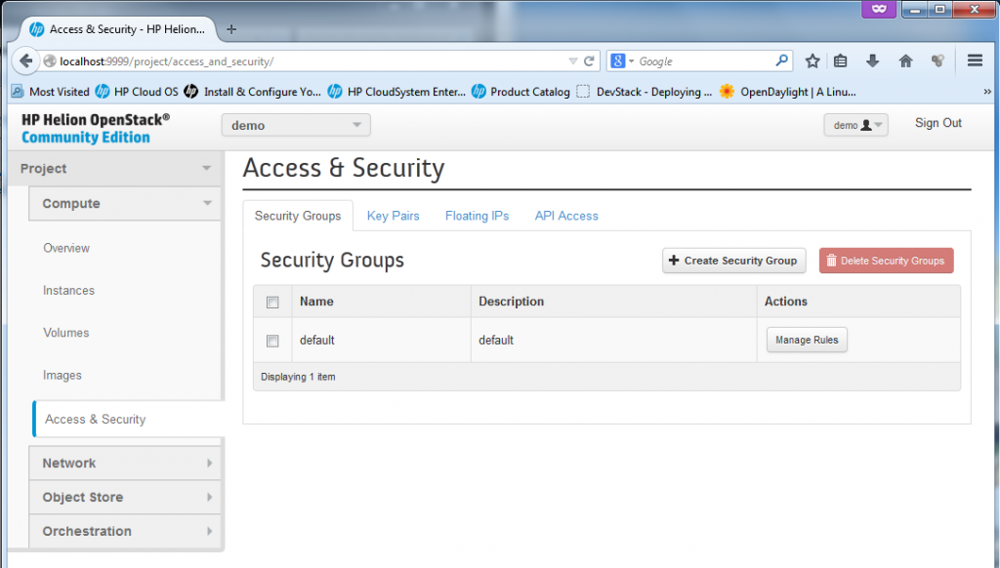 Access & Security - HP Helion...
localhost:9999/project/access_and_security/
Google
Most Visited HP Cloud OS Install & Configure Yo... HP CloudSystem Enter... Product Catalog DevStack - Deploying ... OpenDaylight | A Linu... »
HP Helion OpenStack®
Community Edition
demo
demo
Sign Out
Project
Compute
Overview
Instances
Volumes
Images
Access & Security
Network
Object Store
Orchestration
Access & Security
Security Groups Key Pairs Floating IPs API Access
Security Groups
+ Create Security Group
Delete Security Groups
Name Description Actions
default default Manage Rules
Displaying 1 item